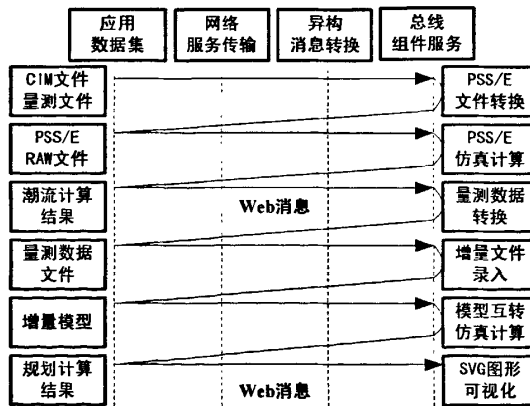 应用
数据集
网络
服务传输
异构
消息转换
总线
组件服务
CIM文件
量测文件
PSS/E
文件转换
PSS/E
RAW文件
PSS/E
仿真计算
潮流计算
结果
Web消息
量测数据
转换
量测数据
文件
增量文件
录入
增量模型
模型互转
仿真计算
规划计算
结果
Web消息
SVG图形
可视化